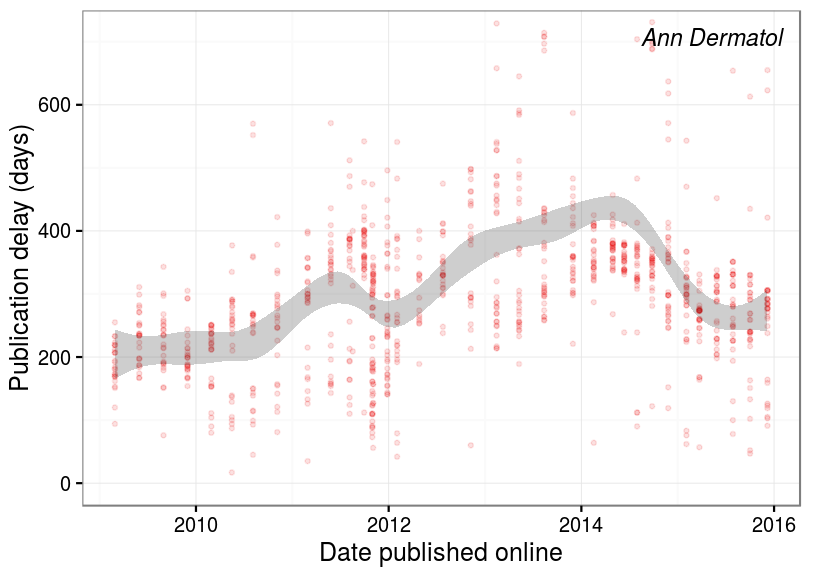 Ann Dermatol
Publication delay (days)
600
400
200
0
2010 2012 2014 2016
Date published online